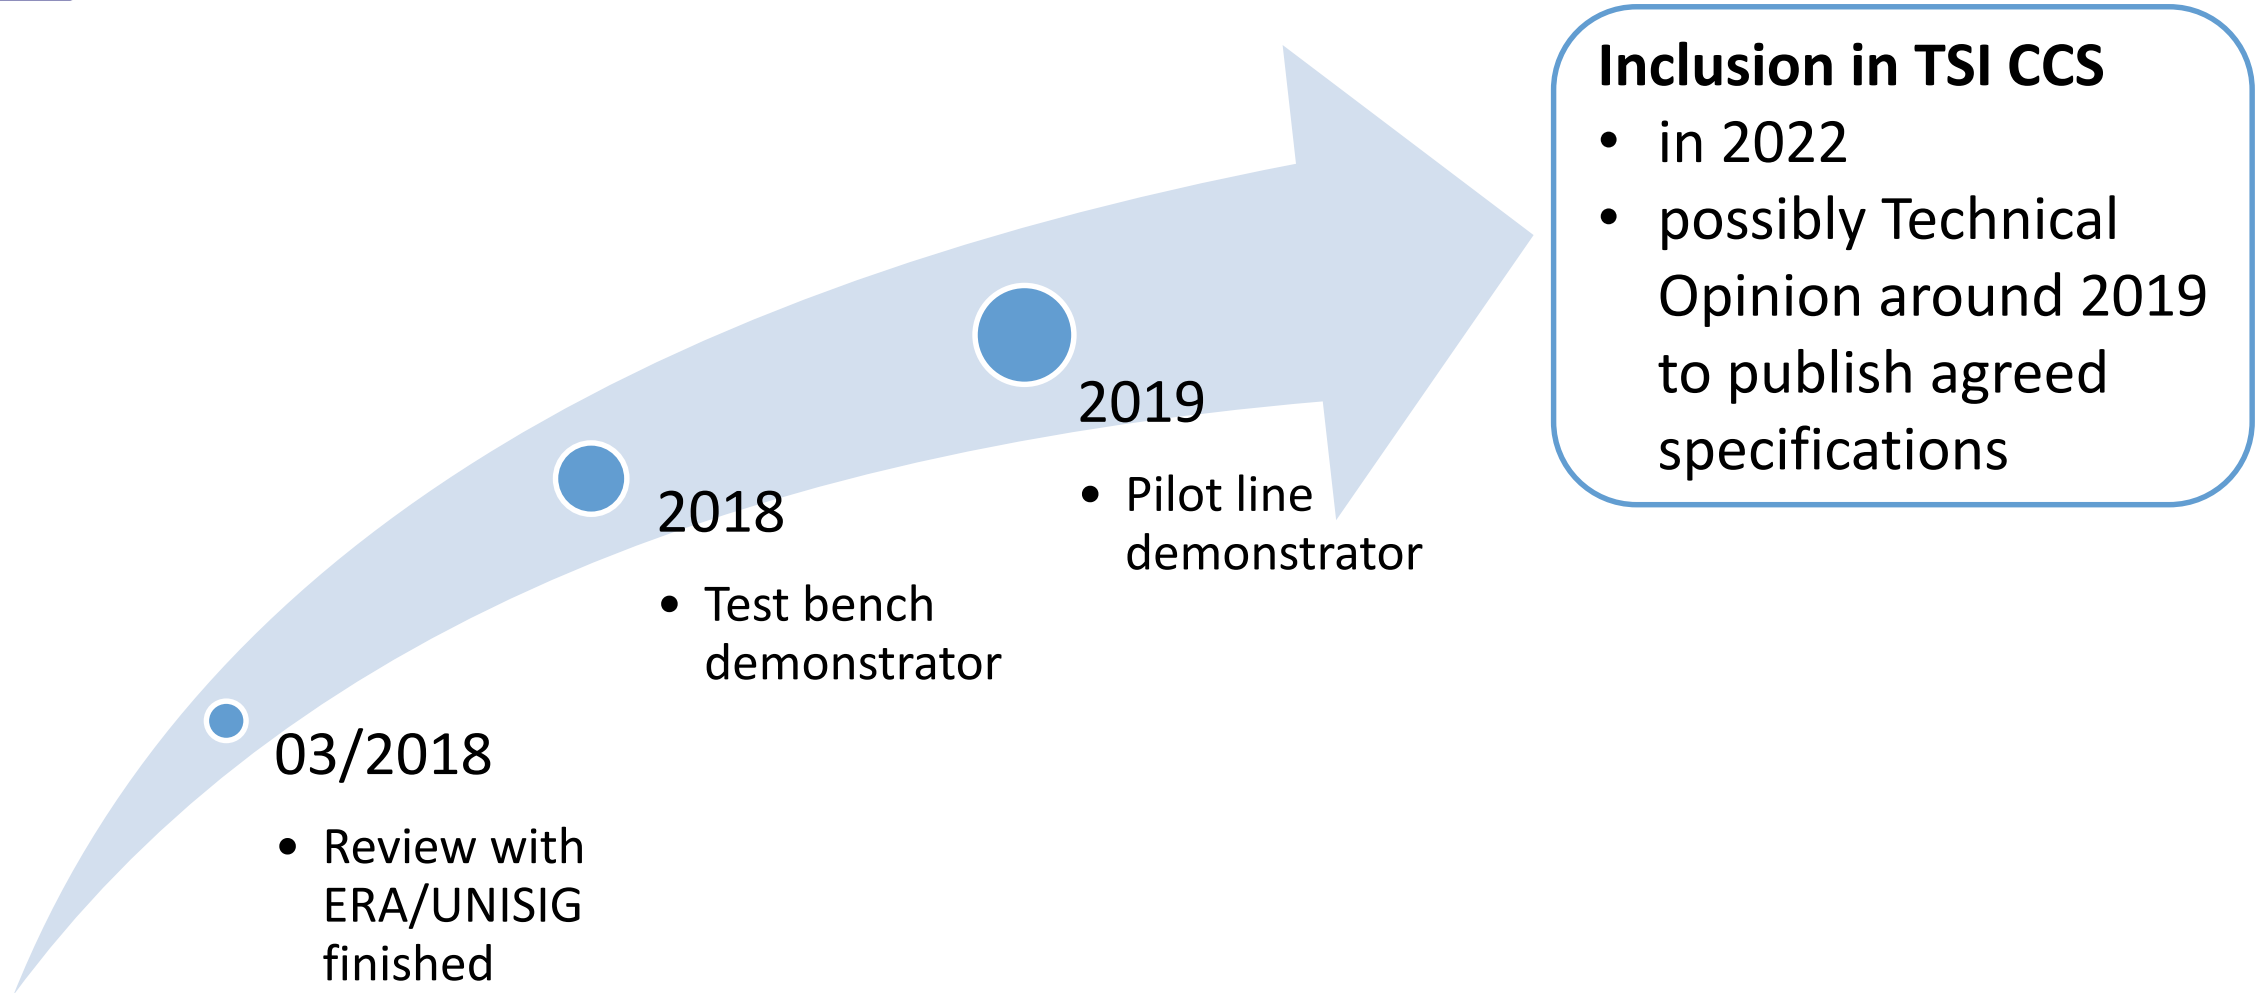 03/2018
• Review with
ERA/UNISIG
finished
2018
• Test bench
demonstrator
2019
• Pilot line
demonstrator
Inclusion in TSI CCS
• in 2022
• possibly Technical
Opinion around 2019
to publish agreed
specifications